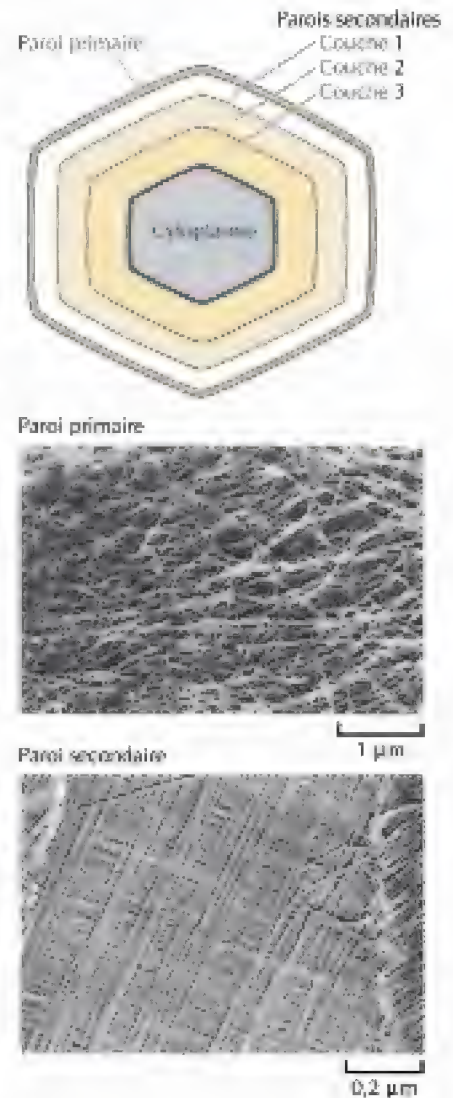 Parois secondaires
Paroi primaire
Couche 1
Couche 2
Couche 3
Cytoplasme
Paroi primaire
1 µm
Paroi secondaire
0,2 µm